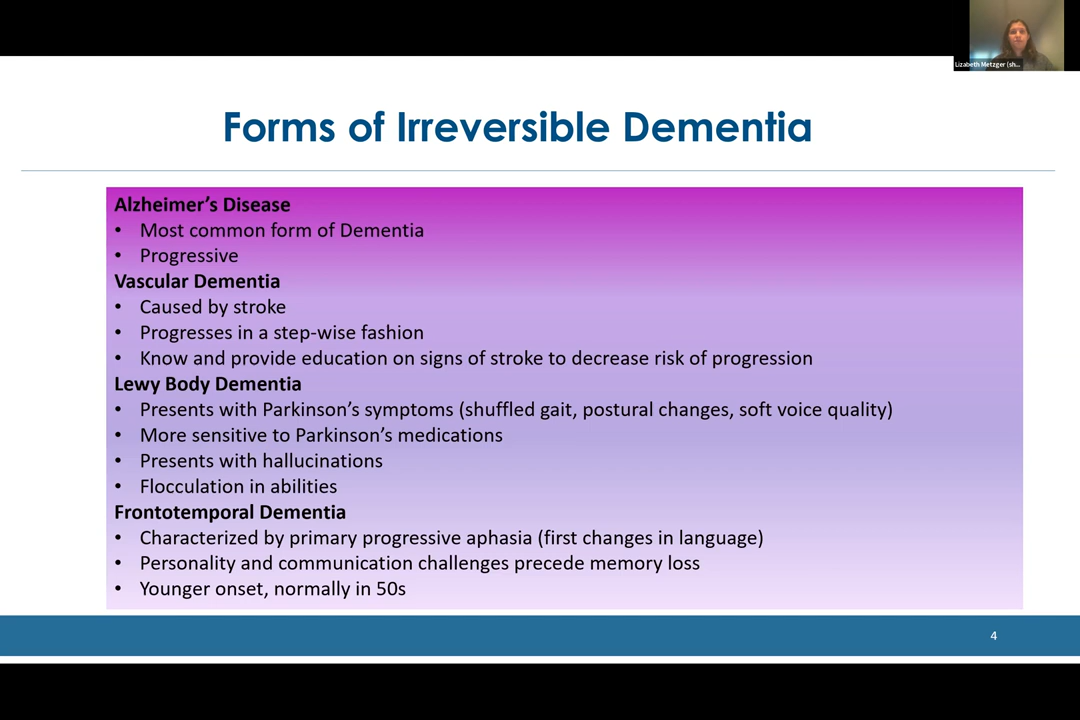 Lizabeth Metzger (sh...
Forms of Irreversible Dementia
Alzheimer’s Disease
• Most common form of Dementia
• Progressive
Vascular Dementia
• Caused by stroke
• Progresses in a step-wise fashion
• Know and provide education on signs of stroke to decrease risk of progression
Lewy Body Dementia
• Presents with Parkinson’s symptoms (shuffled gait, postural changes, soft voice quality)
• More sensitive to Parkinson’s medications
• Presents with hallucinations
• Flocculation in abilities
Frontotemporal Dementia
• Characterized by primary progressive aphasia (first changes in language)
• Personality and communication challenges precede memory loss
• Younger onset, normally in 50s
4